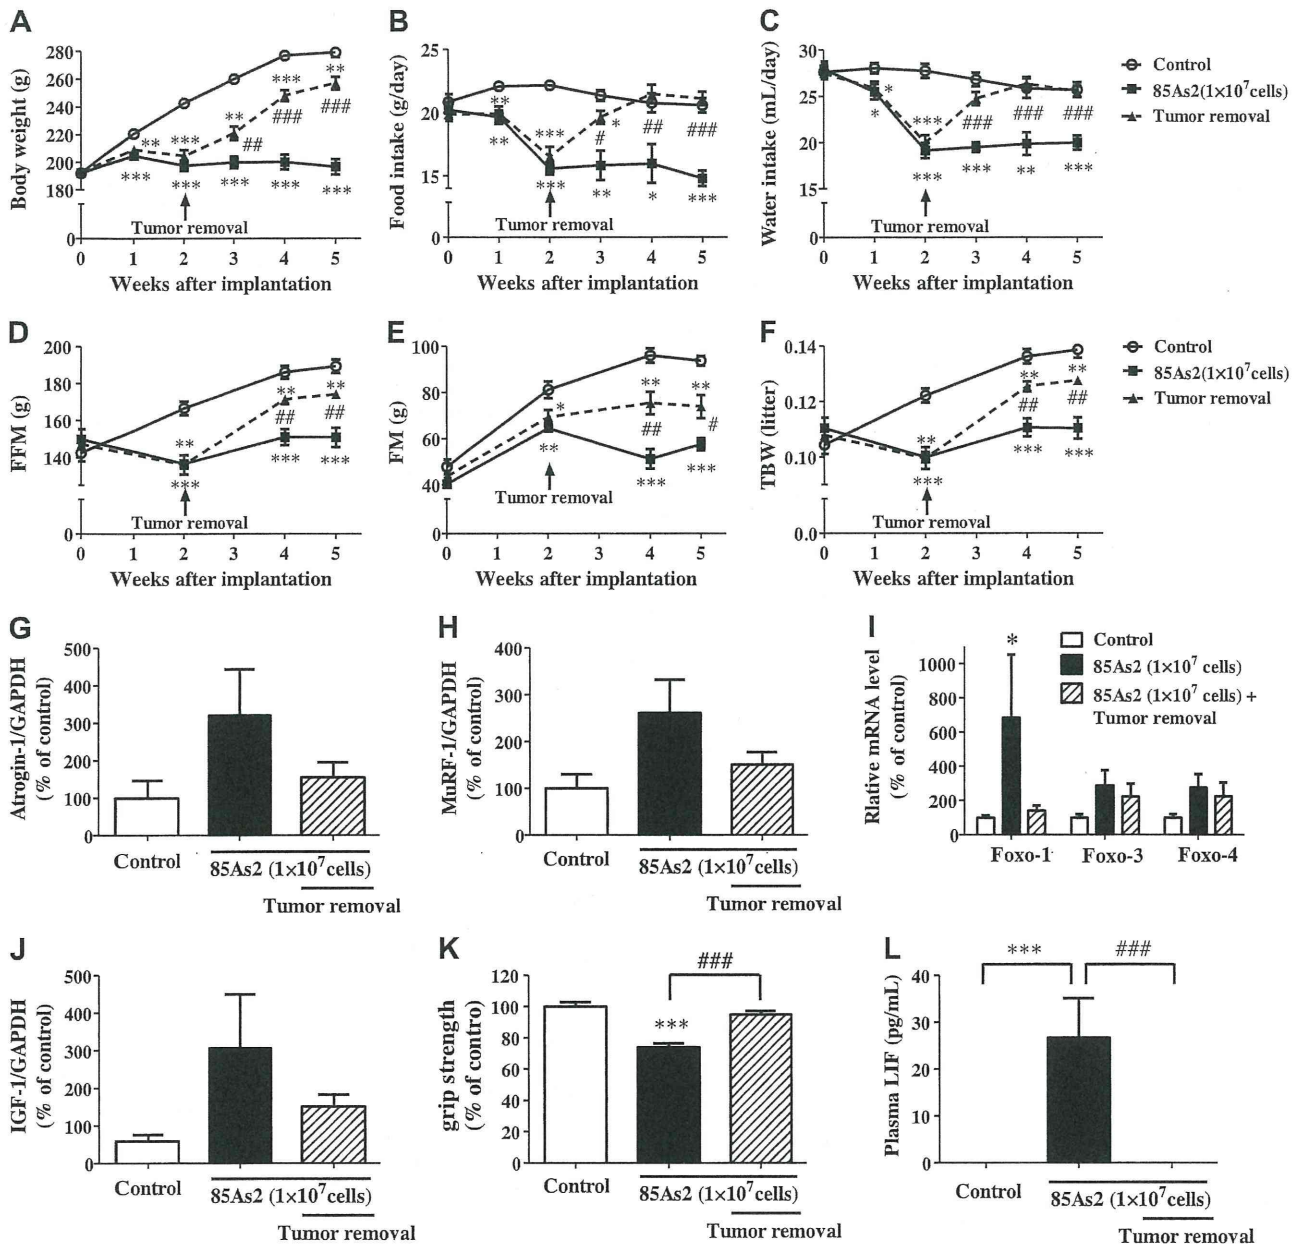 A
Body weight (g)
280
260
240
220
200
180
0
** *** ** *** **
## ### ###
*** *** *** *** ***
Tumor removal
0 1 2 3 4 5
Weeks after implantation
B
Food intake (g/day)
25
20
15
0
** *** *
# ## ###
** *** ** * ***
Tumor removal
0 1 2 3 4 5
Weeks after implantation
C
Water intake (mL/day)
30
25
20
15
0
* ***
### ### ###
* *** *** ** ***
Tumor removal
0 1 2 3 4 5
Weeks after implantation
Control
85As2(1×10⁷cells)
Tumor removal
D
FFM (g)
200
180
160
140
0
** ** **
## ##
*** *** ***
Tumor removal
0 1 2 3 4 5
Weeks after implantation
E
FM (g)
100
80
60
40
0
* ** **
## #
** *** ***
Tumor removal
0 1 2 3 4 5
Weeks after implantation
F
TBW (litter)
0.14
0.12
0.10
0.0
** ** **
## ##
*** *** ***
Tumor removal
0 1 2 3 4 5
Weeks after implantation
Control
85As2(1×10⁷cells)
Tumor removal
G
Atrogin-1/GAPDH
(% of control)
500
400
300
200
100
0
Control
85As2 (1×10⁷cells)
Tumor removal
H
MuRF-1/GAPDH
(% of control)
400
300
200
100
0
Control
85As2 (1×10⁷cells)
Tumor removal
I
Rlative mRNA level
(% of control)
1000
800
600
400
200
0
*
Control
85As2 (1×10⁷ cells)
85As2 (1×10⁷ cells) +
Tumor removal
Foxo-1 Foxo-3 Foxo-4
J
IGF-1/GAPDH
(% of control)
500
400
300
200
100
0
Control
85As2 (1×10⁷cells)
Tumor removal
K
grip strength
(% of contro)
120
100
80
60
40
20
0
###
***
Control
85As2 (1×10⁷cells)
Tumor removal
L
Plasma LIF (pg/mL)
40
30
20
10
0
*** ###
Control
85As2 (1×10⁷cells)
Tumor removal